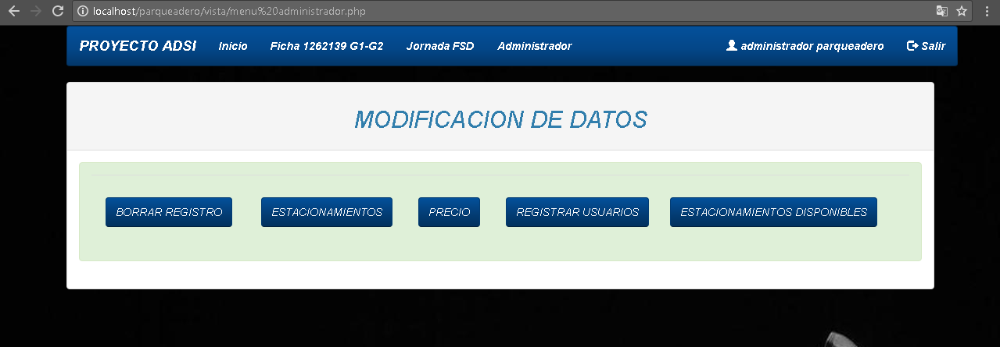 localhost/parqueadero/vista/menu%20administrador.php
PROYECTO ADSI Inicio Ficha 1262139 G1-G2 Jornada FSD Administrador administrador parqueadero Salir
MODIFICACION DE DATOS
BORRAR REGISTRO ESTACIONAMIENTOS PRECIO REGISTRAR USUARIOS ESTACIONAMIENTOS DISPONIBLES